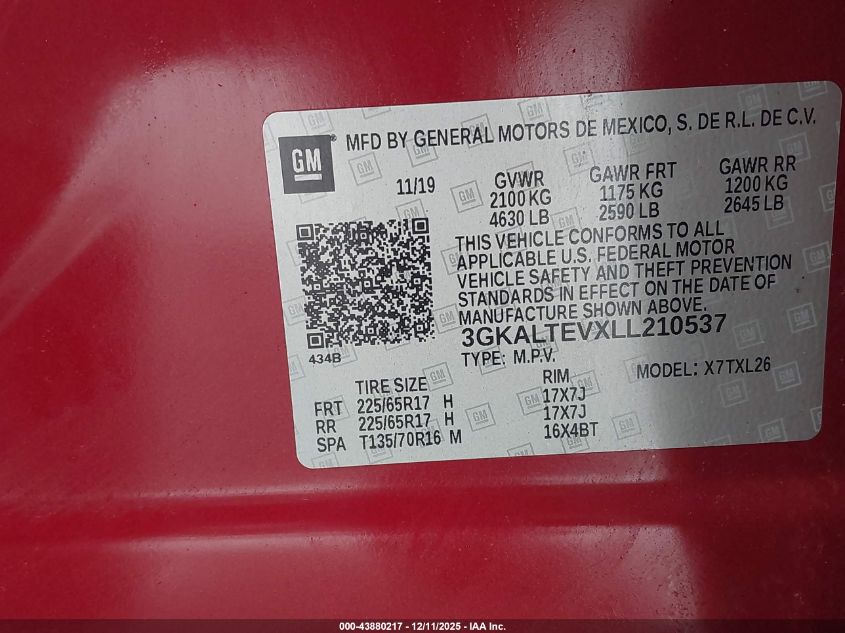 GM
MFD BY GENERAL MOTORS DE MEXICO, S. DE R.L. DE C.V.
11/19 GVWR GAWR FRT GAWR RR
2100 KG 1175 KG 1200 KG
4630 LB 2590 LB 2645 LB
THIS VEHICLE CONFORMS TO ALL
APPLICABLE U.S. FEDERAL MOTOR
VEHICLE SAFETY AND THEFT PREVENTION
STANDARDS IN EFFECT ON THE DATE OF
MANUFACTURE SHOWN ABOVE.
3GKALTEVXLL210537
434B
TYPE: M.P.V. MODEL: X7TXL26
TIRE SIZE RIM
FRT 225/65R17 H 17X7J
RR 225/65R17 H 17X7J
SPA T135/70R16 M 16X4BT
000-43880217 - 12/11/2025 - IAA Inc.